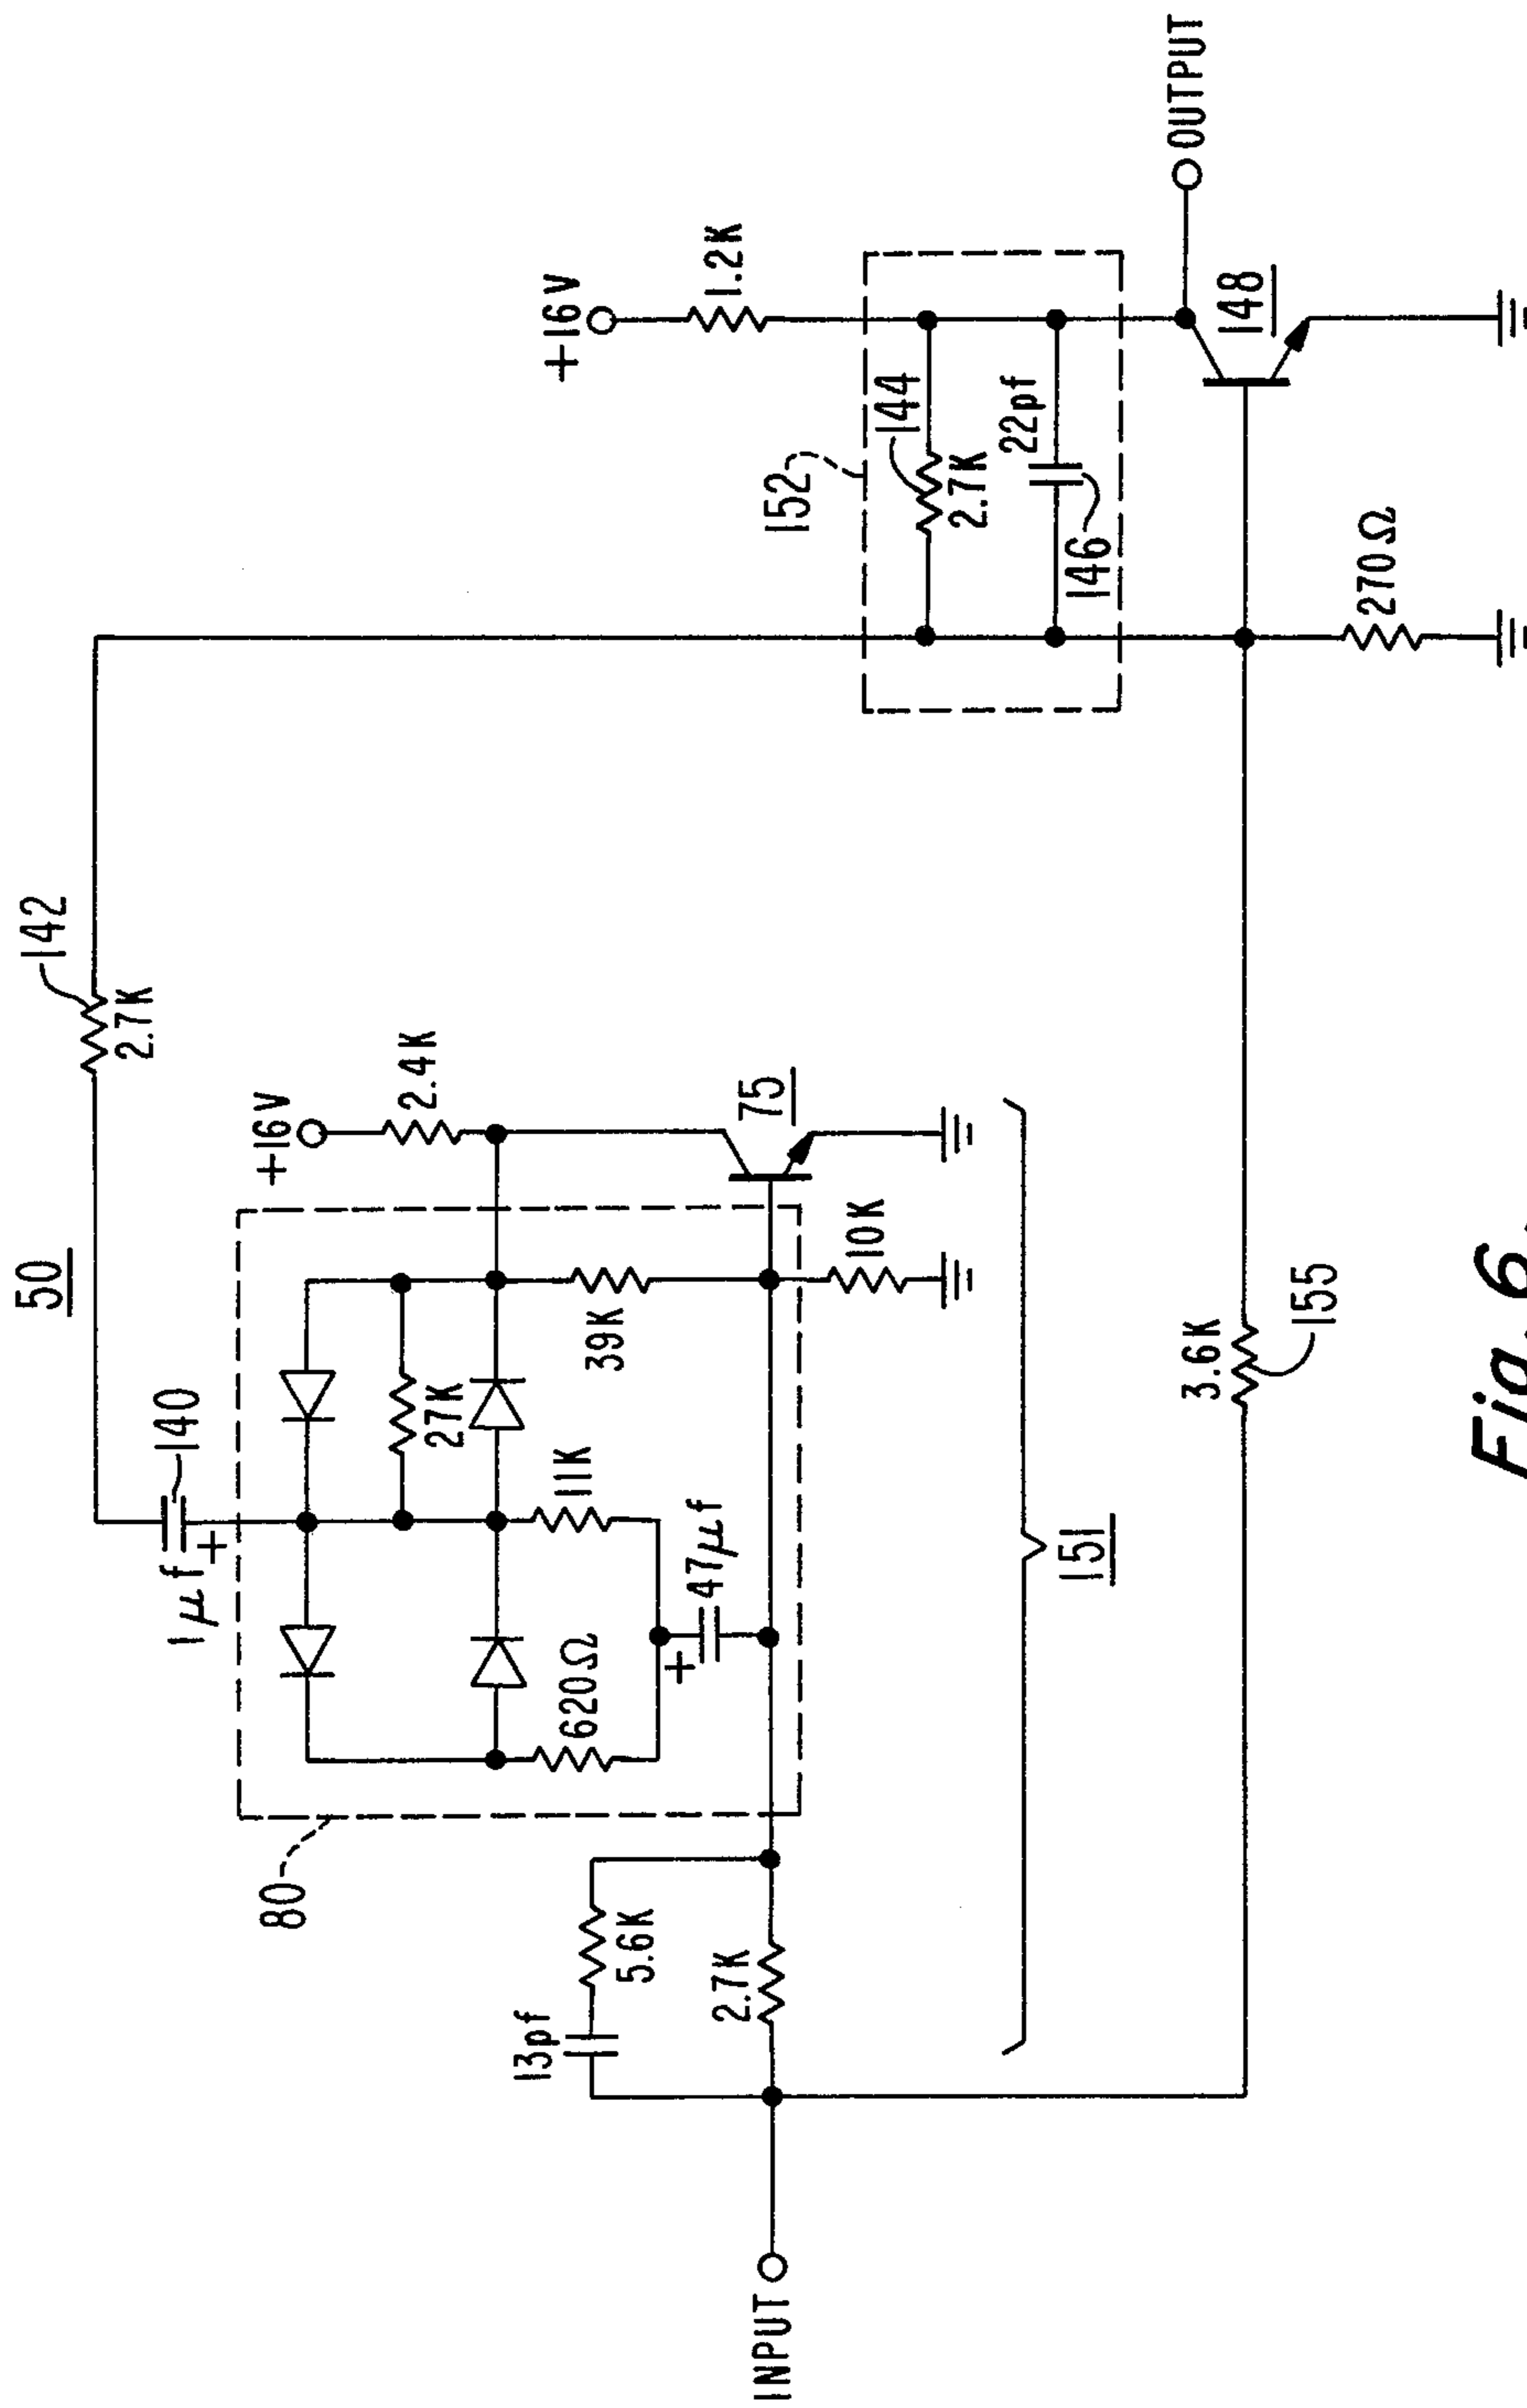 50
142
2.7K
1μf
+
140
+16V
2.4K
80
27K
39K
11K
620Ω
+
47μf
75
10K
13pf
5.6K
2.7K
INPUT
151
3.6K
155
+16V
1.2K
152
144
2.7K
22pf
146
148
OUTPUT
270Ω
Fig. 6.